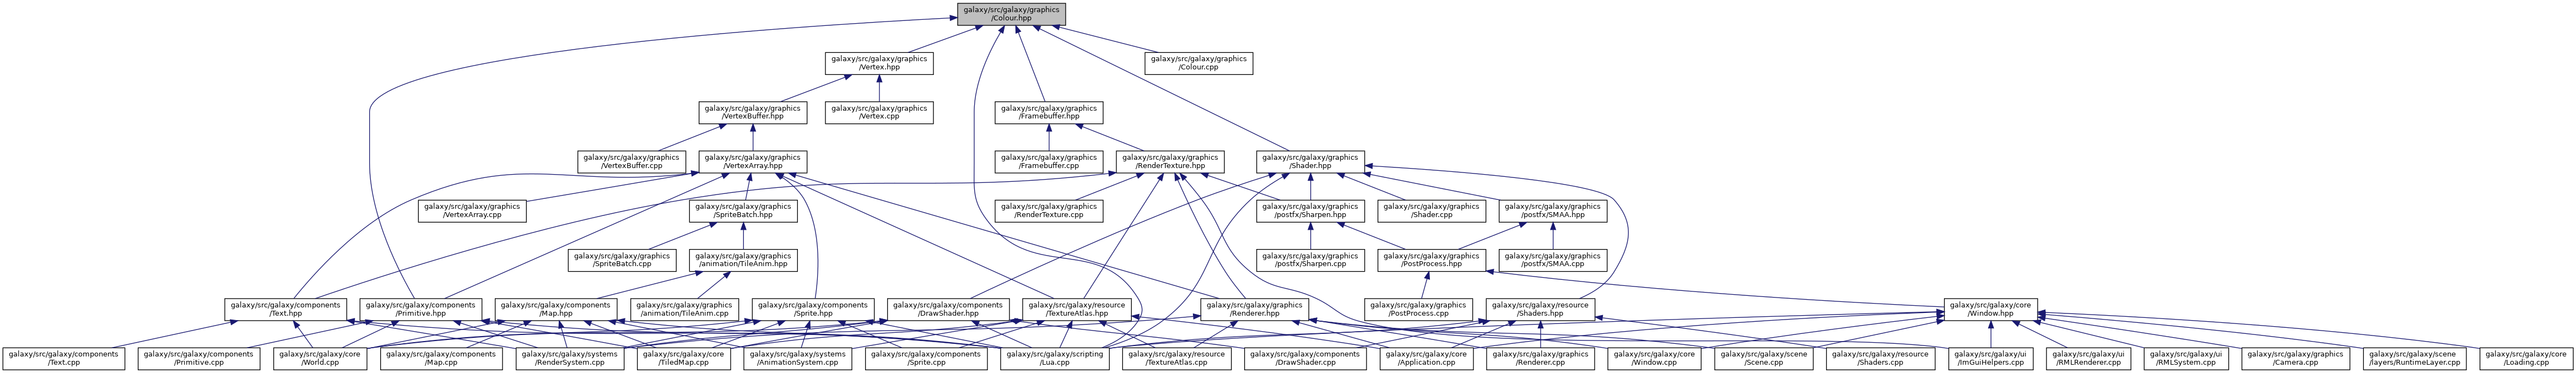 galaxy/src/galaxy/graphics
/Colour.hpp
galaxy/src/galaxy/graphics
/Vertex.hpp
galaxy/src/galaxy/graphics
/Colour.cpp
galaxy/src/galaxy/graphics
/VertexBuffer.hpp
galaxy/src/galaxy/graphics
/Vertex.cpp
galaxy/src/galaxy/graphics
/Framebuffer.hpp
galaxy/src/galaxy/graphics
/VertexBuffer.cpp
galaxy/src/galaxy/graphics
/VertexArray.hpp
galaxy/src/galaxy/graphics
/Framebuffer.cpp
galaxy/src/galaxy/graphics
/RenderTexture.hpp
galaxy/src/galaxy/graphics
/Shader.hpp
galaxy/src/galaxy/graphics
/VertexArray.cpp
galaxy/src/galaxy/graphics
/SpriteBatch.hpp
galaxy/src/galaxy/graphics
/RenderTexture.cpp
galaxy/src/galaxy/graphics
/postfx/Sharpen.hpp
galaxy/src/galaxy/graphics
/Shader.cpp
galaxy/src/galaxy/graphics
/postfx/SMAA.hpp
galaxy/src/galaxy/graphics
/SpriteBatch.cpp
galaxy/src/galaxy/graphics
/animation/TileAnim.hpp
galaxy/src/galaxy/graphics
/postfx/Sharpen.cpp
galaxy/src/galaxy/graphics
/PostProcess.hpp
galaxy/src/galaxy/graphics
/postfx/SMAA.cpp
galaxy/src/galaxy/components
/Text.hpp
galaxy/src/galaxy/components
/Primitive.hpp
galaxy/src/galaxy/components
/Map.hpp
galaxy/src/galaxy/graphics
/animation/TileAnim.cpp
galaxy/src/galaxy/components
/Sprite.hpp
galaxy/src/galaxy/components
/DrawShader.hpp
galaxy/src/galaxy/resource
/TextureAtlas.hpp
galaxy/src/galaxy/graphics
/Renderer.hpp
galaxy/src/galaxy/graphics
/PostProcess.cpp
galaxy/src/galaxy/resource
/Shaders.hpp
galaxy/src/galaxy/core
/Window.hpp
galaxy/src/galaxy/components
/Text.cpp
galaxy/src/galaxy/components
/Primitive.cpp
galaxy/src/galaxy/core
/World.cpp
galaxy/src/galaxy/components
/Map.cpp
galaxy/src/galaxy/systems
/RenderSystem.cpp
galaxy/src/galaxy/core
/TiledMap.cpp
galaxy/src/galaxy/systems
/AnimationSystem.cpp
galaxy/src/galaxy/components
/Sprite.cpp
galaxy/src/galaxy/scripting
/Lua.cpp
galaxy/src/galaxy/resource
/TextureAtlas.cpp
galaxy/src/galaxy/components
/DrawShader.cpp
galaxy/src/galaxy/core
/Application.cpp
galaxy/src/galaxy/graphics
/Renderer.cpp
galaxy/src/galaxy/core
/Window.cpp
galaxy/src/galaxy/scene
/Scene.cpp
galaxy/src/galaxy/resource
/Shaders.cpp
galaxy/src/galaxy/ui
/ImGuiHelpers.cpp
galaxy/src/galaxy/ui
/RMLRenderer.cpp
galaxy/src/galaxy/ui
/RMLSystem.cpp
galaxy/src/galaxy/graphics
/Camera.cpp
galaxy/src/galaxy/scene
/layers/RuntimeLayer.cpp
galaxy/src/galaxy/core
/Loading.cpp